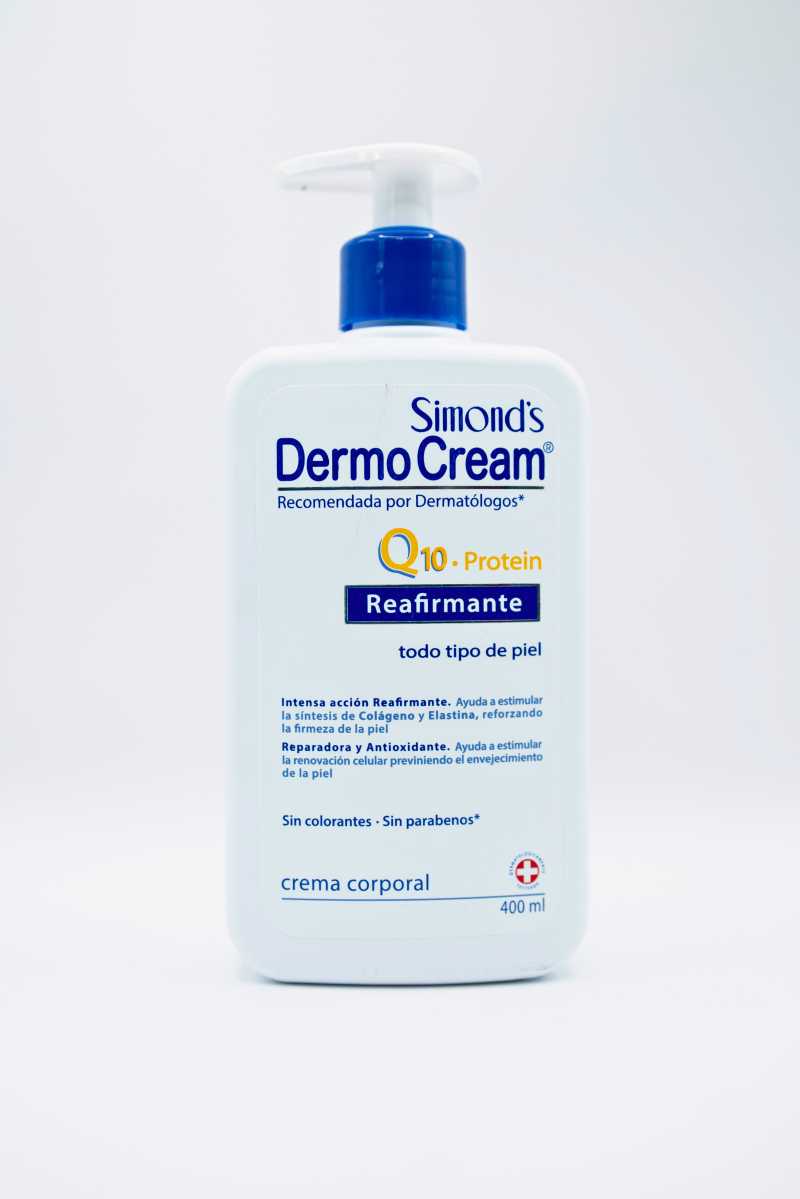 Simond's
Dermo Cream®
Recomendada por Dermatólogos*
Q10 • Protein
Reafirmante
todo tipo de piel
Intensa acción Reafirmante. Ayuda a estimular
la síntesis de Colágeno y Elastina, reforzando
la firmeza de la piel
Reparadora y Antioxidante. Ayuda a estimular
la renovación celular previniendo el envejecimiento
de la piel
Sin colorantes · Sin parabenos*
crema corporal
400 ml